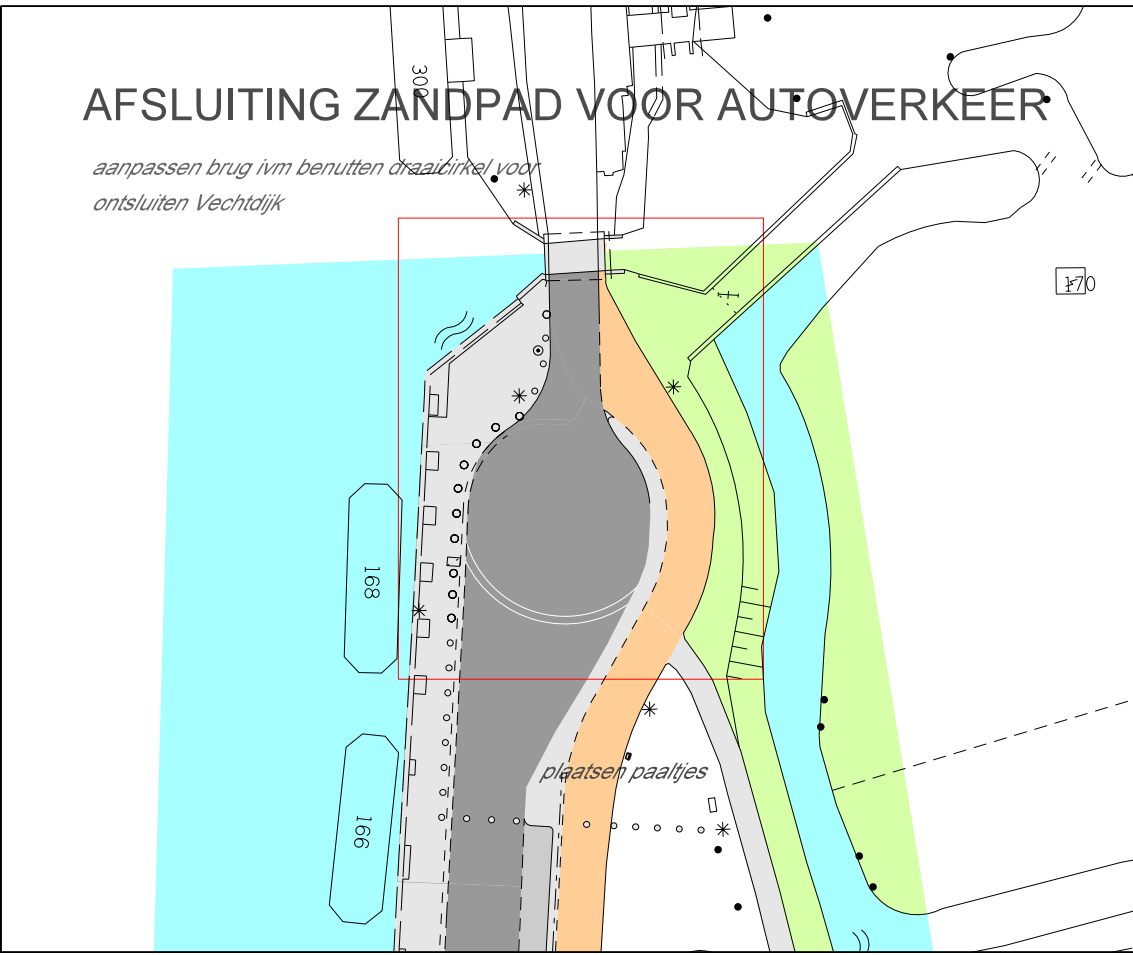 300
AFSLUITING ZANDPAD VOOR AUTOVERKEER
aanpassen brug ivm benutten draaicirkel voor
ontsluiten Vechtdijk
170
168
plaatsen paaltjes
166